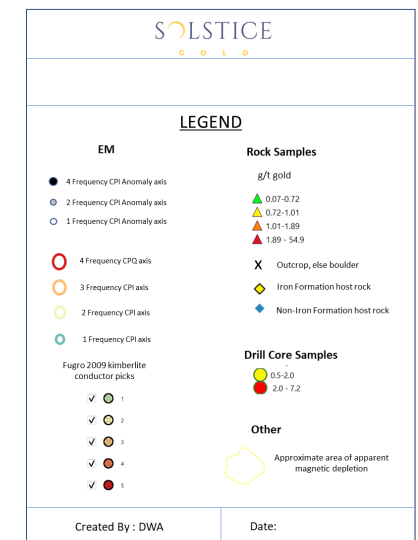 SOLSTICE
GOLD
LEGEND
EM
4 Frequency CPI Anomaly axis
2 Frequency CPI Anomaly axis
1 Frequency CPI Anomaly axis
4 Frequency CPQ axis
3 Frequency CPI axis
2 Frequency CPI axis
1 Frequency CPI axis
Fugro 2009 kimberlite
conductor picks
1
2
3
4
5
Rock Samples
g/t gold
0.07-0.72
0.72-1.01
1.01-1.89
1.89 - 54.9
X Outcrop, else boulder
Iron Formation host rock
Non-Iron Formation host rock
Drill Core Samples
0.5-2.0
2.0 - 7.2
Other
Approximate area of apparent
magnetic depletion
Created By : DWA
Date: